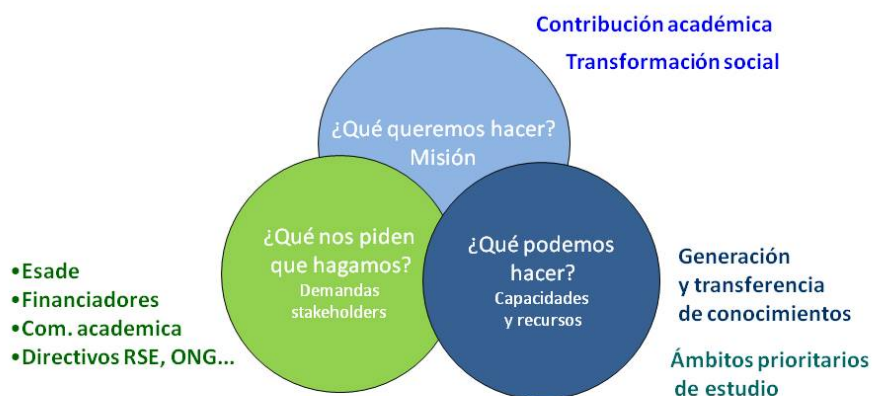 Contribución académica
Transformación social
¿Qué queremos hacer?
Misión
¿Qué nos piden
que hagamos?
Demandas
stakeholders
¿Qué podemos
hacer?
Capacidades
y recursos
•Esade
•Financiadores
•Com. academica
•Directivos RSE, ONG...
Generación
y transferencia
de conocimientos
Ámbitos prioritarios
de estudio